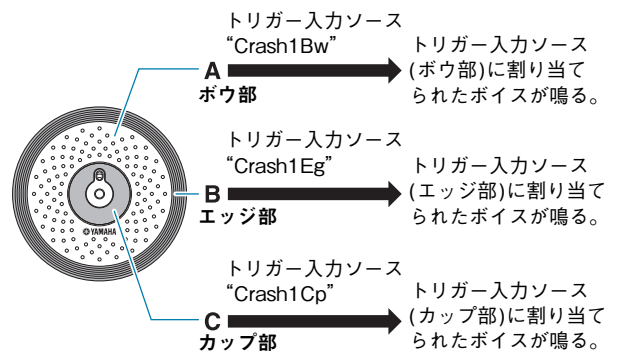 トリガー入力ソース
“Crash1Bw”
A
ボウ部
トリガー入力ソース
(ボウ部)に割り当て
られたボイスが鳴る。
トリガー入力ソース
“Crash1Eg”
B
エッジ部
トリガー入力ソース
(エッジ部)に割り当て
られたボイスが鳴る。
YAMAHA
トリガー入力ソース
“Crash1Cp”
C
カップ部
トリガー入力ソース
(カップ部)に割り当て
られたボイスが鳴る。